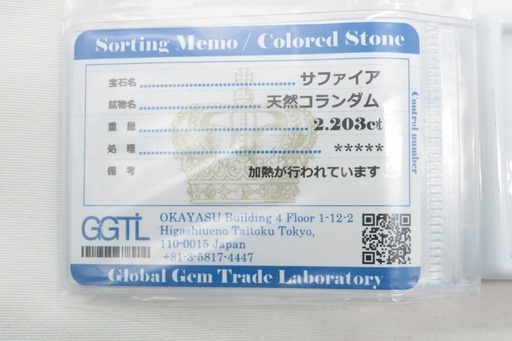 Sorting Memo / Colored Stone
宝石名 サファイア
鉱物名 天然コランダム
重量 2.203ct
処理 *****
備考 加熱が行われています
Control number
GGTL
OKAYASU Building 4 Floor 1-12-2
Higashiueno Taitoku Tokyo,
110-0015 Japan
+81-3-5817-4447
Global Gem Trade Laboratory